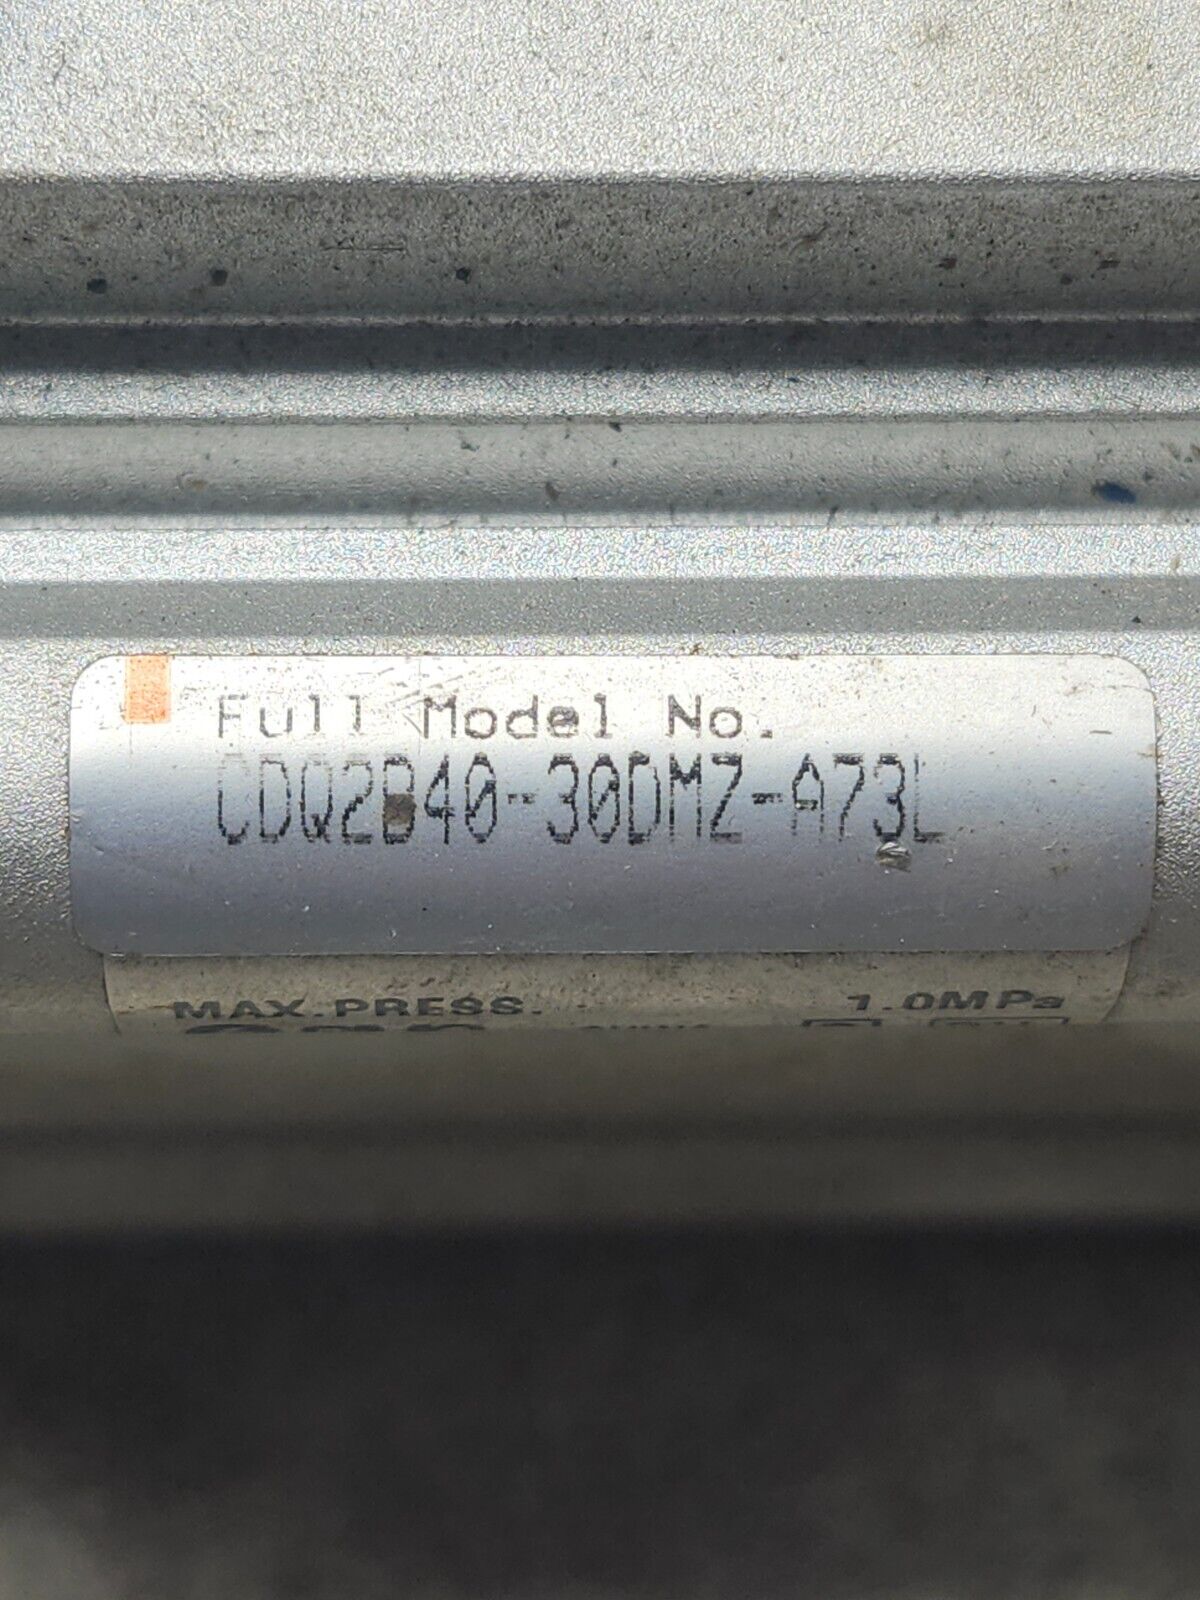 Full Model No.
CDQ2B40-30DMZ-A73L
MAX.PRESS. 1.0MPa